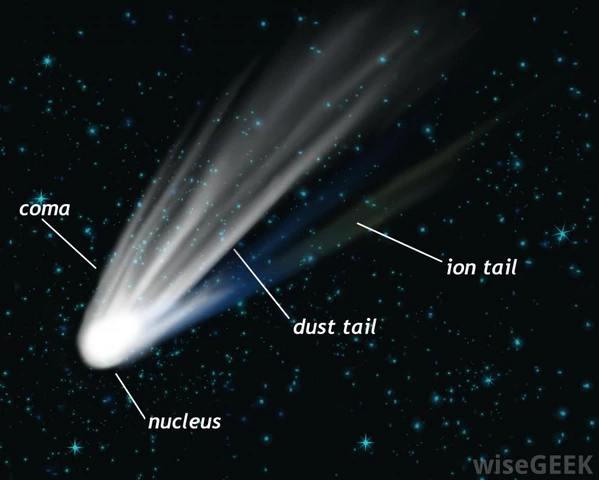 coma
ion tail
dust tail
nucleus
wiseGEEK